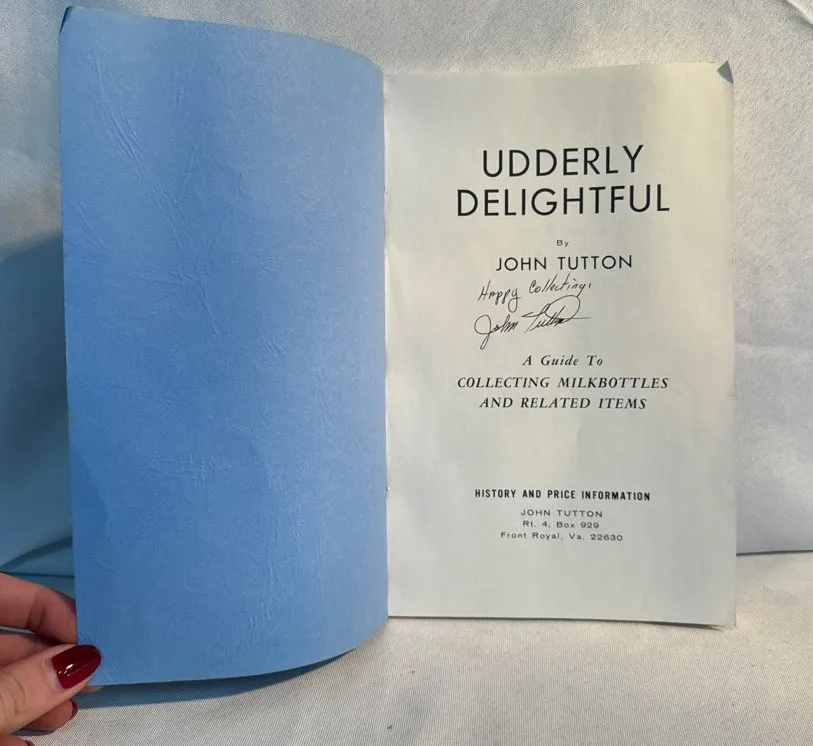 UDDERLY
DELIGHTFUL
By
JOHN TUTTON
Happy Collecting!
John Tutton
A Guide To
COLLECTING MILKBOTTLES
AND RELATED ITEMS
HISTORY AND PRICE INFORMATION
JOHN TUTTON
Rt. 4, Box 929
Front Royal, Va. 22630